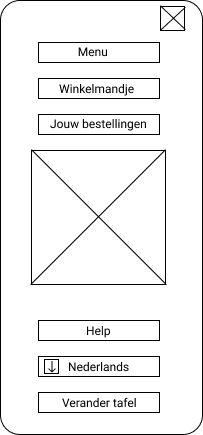 Menu
Winkelmandje
Jouw bestellingen
Help
Nederlands
Verander tafel